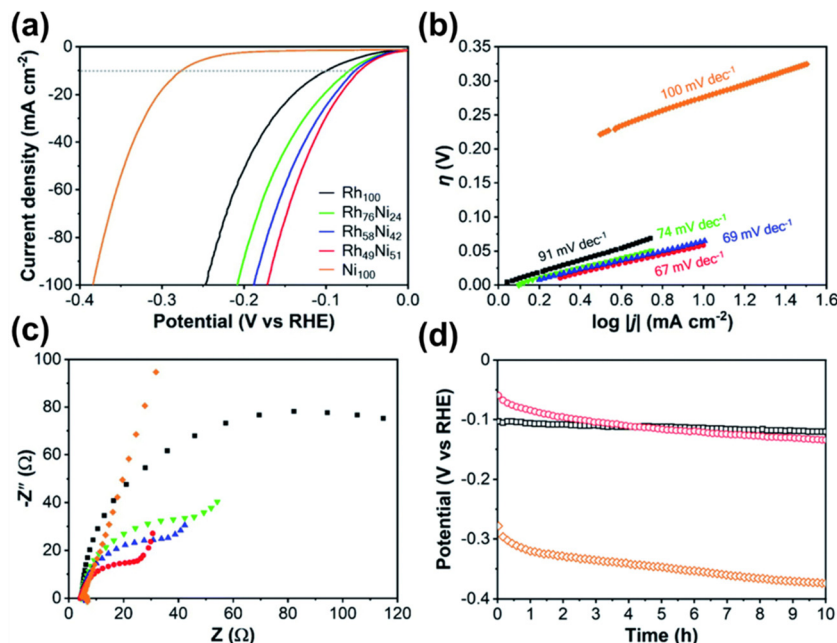 (a)
0
-20
-40
-60
-80
-100
Current density (mA cm⁻²)
Rh₁₀₀
Rh₇₆Ni₂₄
Rh₅₈Ni₄₂
Rh₄₉Ni₅₁
Ni₁₀₀
-0.4 -0.3 -0.2 -0.1 0.0
Potential (V vs RHE)
(b)
0.30
0.25
0.20
0.15
0.10
0.05
0.00
η (V)
100 mV dec⁻¹
91 mV dec⁻¹
74 mV dec⁻¹
69 mV dec⁻¹
67 mV dec⁻¹
0.0 0.2 0.4 0.6 0.8 1.0 1.2 1.4 1.6
log |j| (mA cm⁻²)
(c)
100
80
60
40
20
0
-Z″ (Ω)
0 20 40 60 80 100 120
Z (Ω)
(d)
0
-0.1
-0.2
-0.3
-0.4
Potential (V vs RHE)
0 1 2 3 4 5 6 7 8 9 10
Time (h)